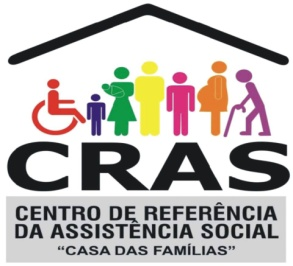 CRAS
CENTRO DE REFERÊNCIA
DA ASSISTÊNCIA SOCIAL
“CASA DAS FAMÍLIAS”